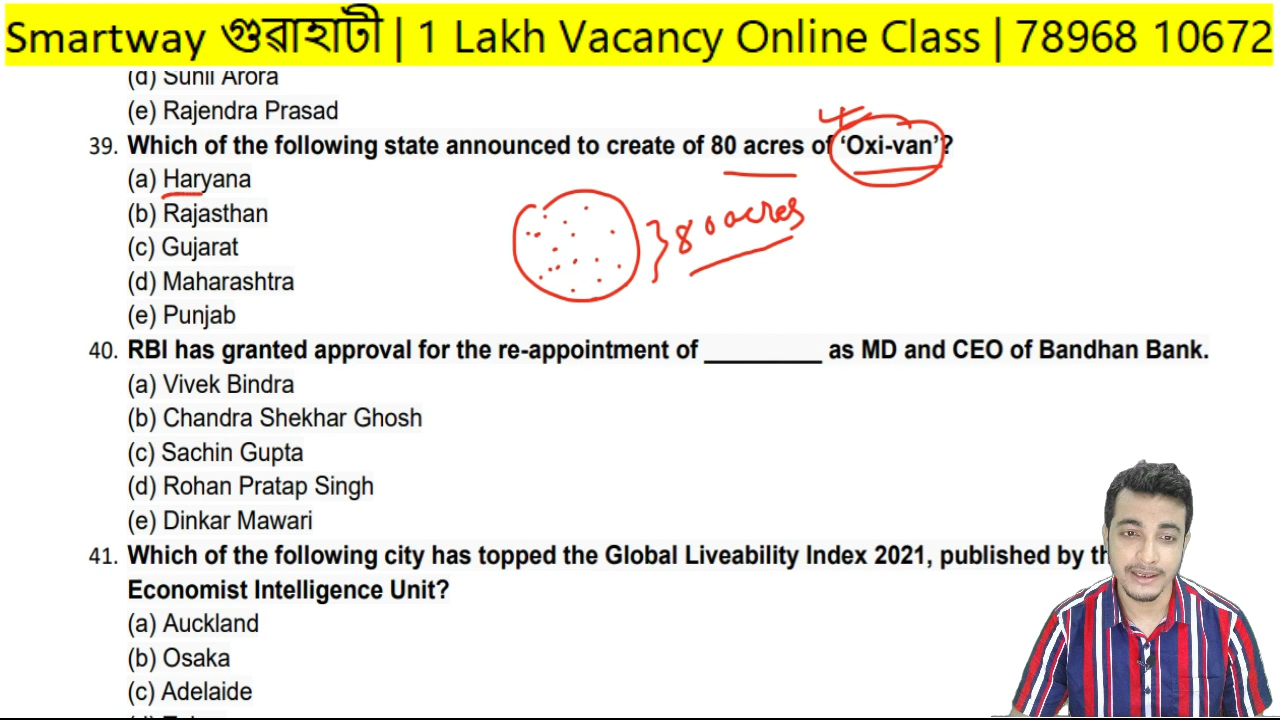 Smartway গুৱাহাটী | 1 Lakh Vacancy Online Class | 78968 10672
(d) Sunil Arora
(e) Rajendra Prasad
39. Which of the following state announced to create of 80 acres of ‘Oxi-van’?
(a) Haryana
(b) Rajasthan
80 acres
(c) Gujarat
(d) Maharashtra
(e) Punjab
40. RBI has granted approval for the re-appointment of _________ as MD and CEO of Bandhan Bank.
(a) Vivek Bindra
(b) Chandra Shekhar Ghosh
(c) Sachin Gupta
(d) Rohan Pratap Singh
(e) Dinkar Mawari
41. Which of the following city has topped the Global Liveability Index 2021, published by th
Economist Intelligence Unit?
(a) Auckland
(b) Osaka
(c) Adelaide